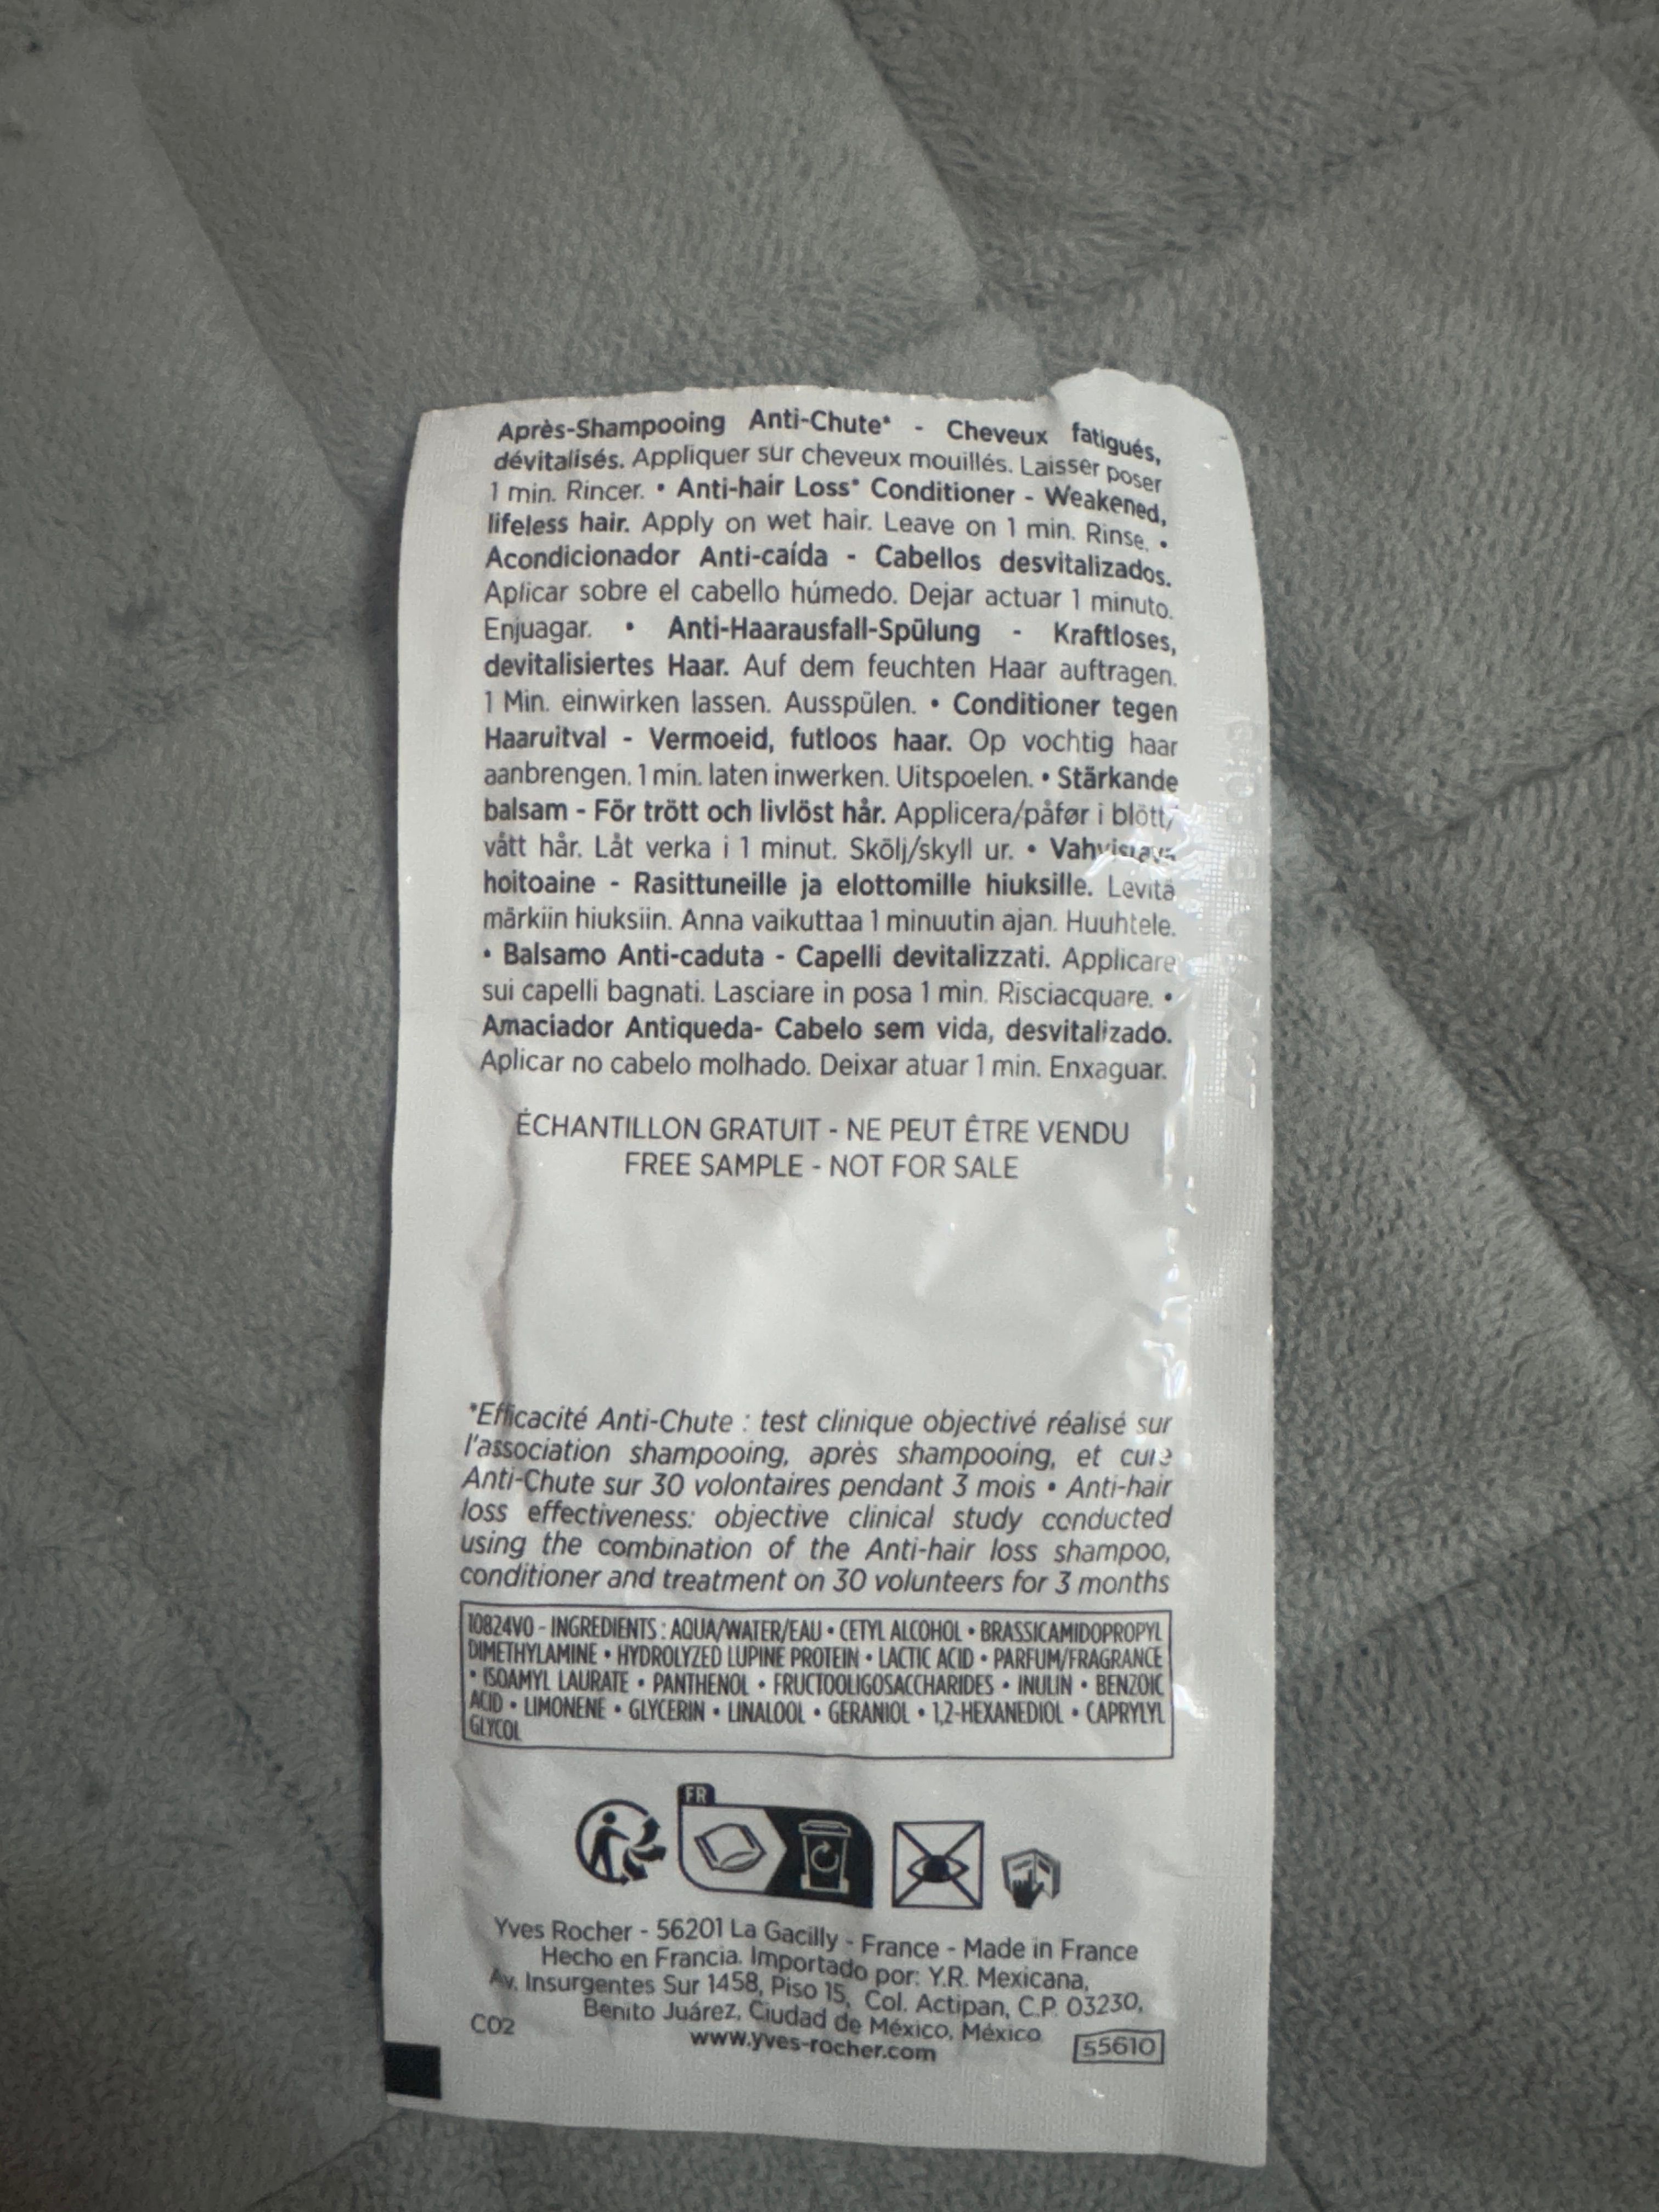 Après-Shampooing Anti-Chute* - Cheveux fatigués,
dévitalisés. Appliquer sur cheveux mouillés. Laisser poser
1 min. Rincer. • Anti-hair Loss* Conditioner - Weakened,
lifeless hair. Apply on wet hair. Leave on 1 min. Rinse. •
Acondicionador Anti-caída - Cabellos desvitalizados.
Aplicar sobre el cabello húmedo. Dejar actuar 1 minuto.
Enjuagar. • Anti-Haarausfall-Spülung - Kraftloses,
devitalisiertes Haar. Auf dem feuchten Haar auftragen.
1 Min. einwirken lassen. Ausspülen. • Conditioner tegen
Haaruitval - Vermoeid, futloos haar. Op vochtig haar
aanbrengen. 1 min. laten inwerken. Uitspoelen. • Stärkande
balsam - För trött och livlöst hår. Applicera/påfør i blött/
vått hår. Låt verka i 1 minut. Skölj/skyll ur. • Vahvistava
hoitoaine - Rasittuneille ja elottomille hiuksille. Levitä
märkiin hiuksiin. Anna vaikuttaa 1 minuutin ajan. Huuhtele.
• Balsamo Anti-caduta - Capelli devitalizzati. Applicare
sui capelli bagnati. Lasciare in posa 1 min. Risciacquare. •
Amaciador Antiqueda- Cabelo sem vida, desvitalizado.
Aplicar no cabelo molhado. Deixar atuar 1 min. Enxaguar.
ÉCHANTILLON GRATUIT - NE PEUT ÊTRE VENDU
FREE SAMPLE - NOT FOR SALE
*Efficacité Anti-Chute : test clinique objectivé réalisé sur
l'association shampooing, après shampooing, et cure
Anti-Chute sur 30 volontaires pendant 3 mois • Anti-hair
loss effectiveness: objective clinical study conducted
using the combination of the Anti-hair loss shampoo,
conditioner and treatment on 30 volunteers for 3 months
10824V0 - INGREDIENTS : AQUA/WATER/EAU • CETYL ALCOHOL • BRASSICAMIDOPROPYL
DIMETHYLAMINE • HYDROLYZED LUPINE PROTEIN • LACTIC ACID • PARFUM/FRAGRANCE
• ISOAMYL LAURATE • PANTHENOL • FRUCTOOLIGOSACCHARIDES • INULIN • BENZOIC
ACID • LIMONENE • GLYCERIN • LINALOOL • GERANIOL • 1,2-HEXANEDIOL • CAPRYLYL
GLYCOL
FR
Yves Rocher - 56201 La Gacilly - France - Made in France
Hecho en Francia. Importado por: Y.R. Mexicana,
Av. Insurgentes Sur 1458, Piso 15, Col. Actipan, C.P. 03230,
Benito Juárez, Ciudad de México, México
www.yves-rocher.com
C02
55610